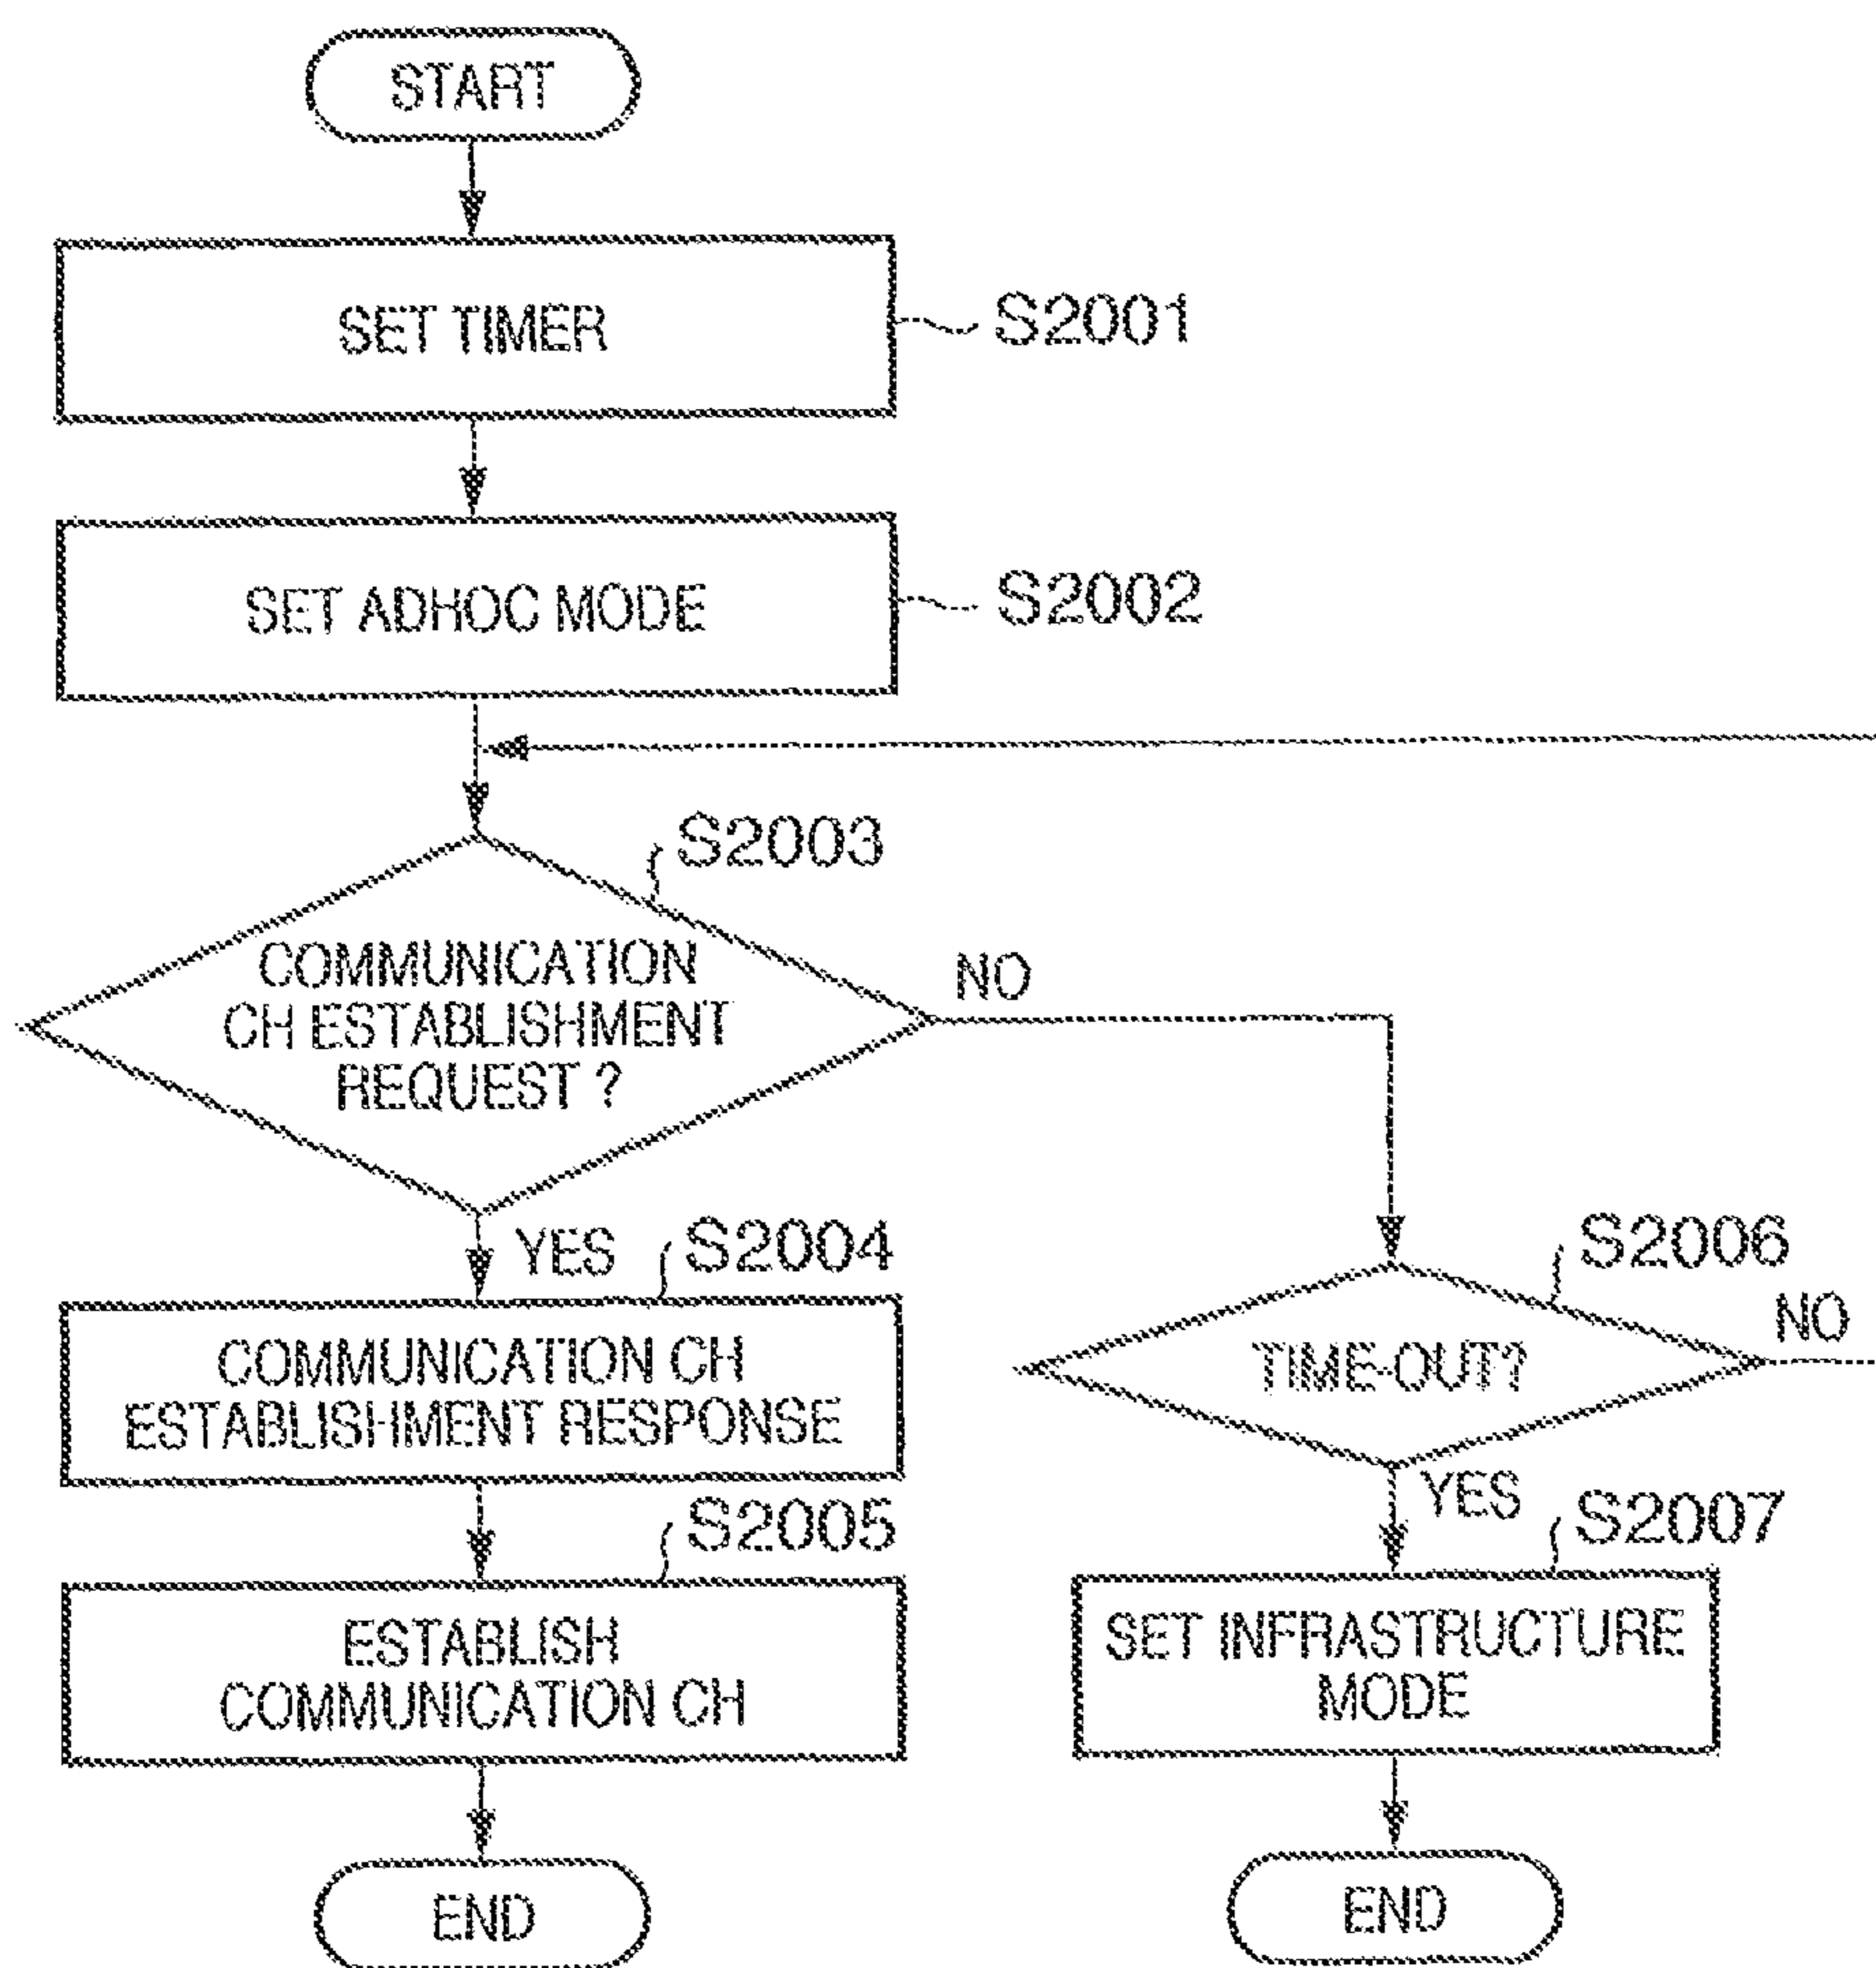 START
SET TIMER
S2001
SET ADHOC MODE
S2002
S2003
COMMUNICATION
CH ESTABLISHMENT
REQUEST ?
NO
YES
S2004
COMMUNICATION CH
ESTABLISHMENT RESPONSE
S2005
ESTABLISH
COMMUNICATION CH
END
S2006
TIME-OUT?
NO
YES
S2007
SET INFRASTRUCTURE
MODE
END